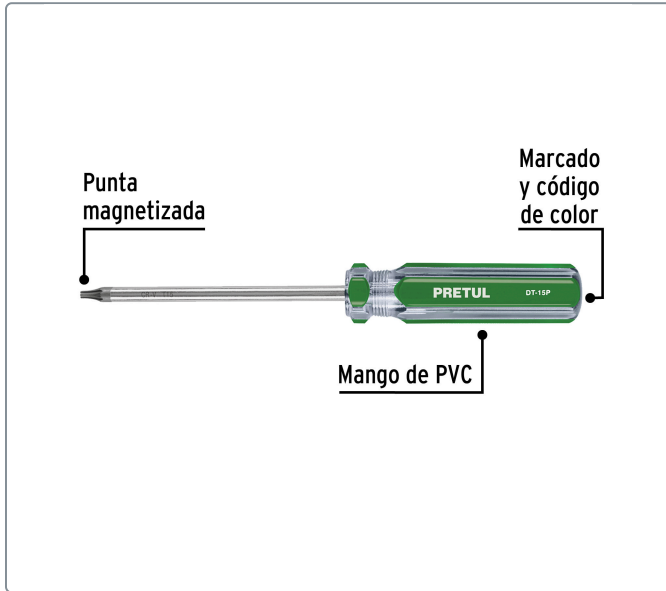 Punta
magnetizada
Marcado
y código
de color
PRETUL
DT-15P
Mango de PVC